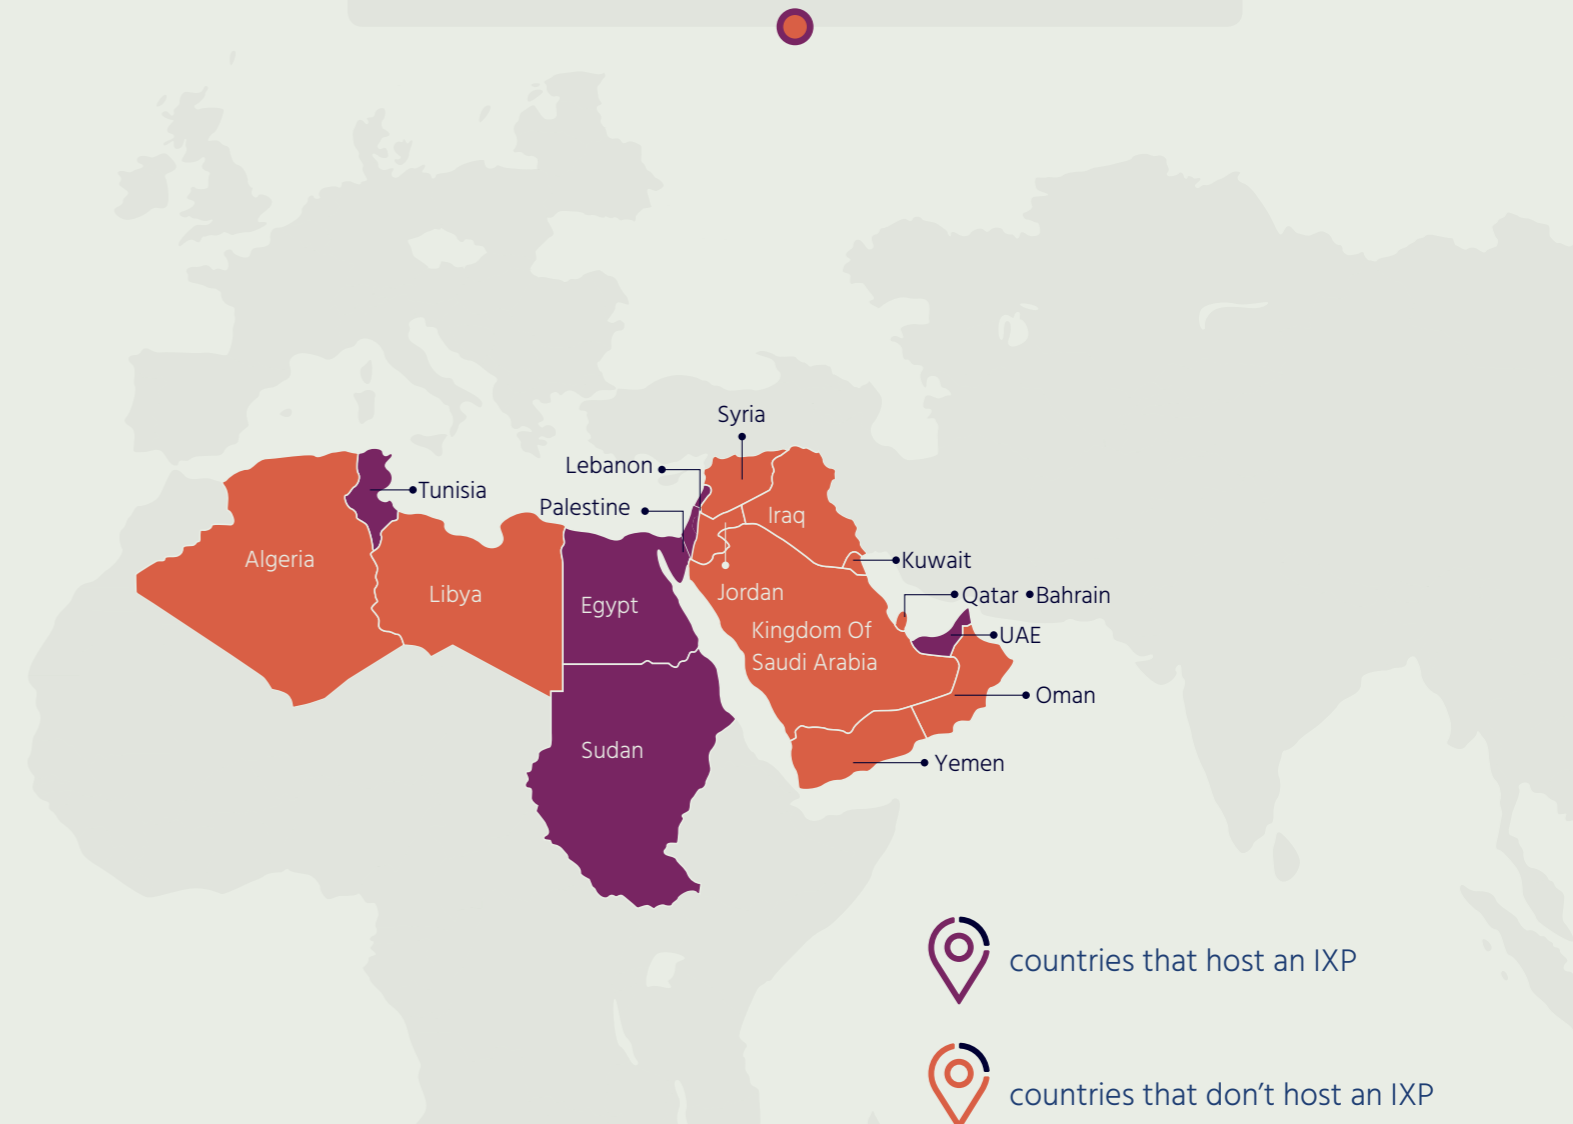 Syria
Lebanon
Tunisia
Palestine
Iraq
Algeria
Kuwait
Libya
Egypt
Jordan
Qatar
Bahrain
Kingdom Of
Saudi Arabia
UAE
Oman
Sudan
Yemen
countries that host an IXP
countries that don’t host an IXP